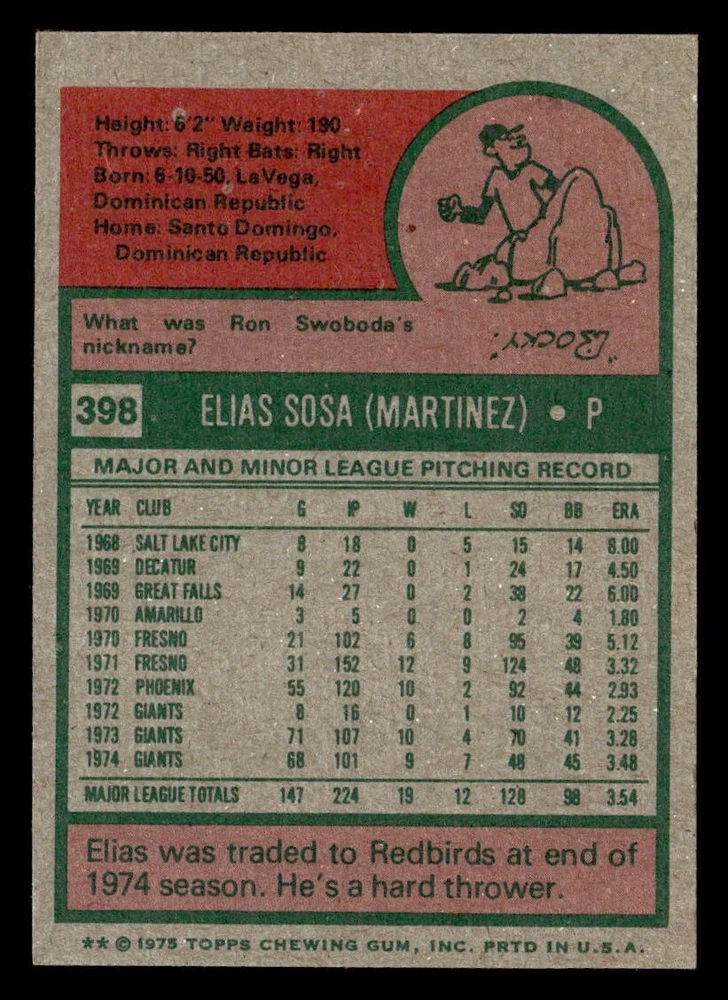 Height: 6'2" Weight: 190
Throws: Right Bats: Right
Born: 6-10-50, LaVega,
Dominican Republic
Home: Santo Domingo,
Dominican Republic
What was Ron Swoboda's
nickname?
"Rocky."
398 ELIAS SOSA (MARTINEZ) • P
MAJOR AND MINOR LEAGUE PITCHING RECORD
YEAR CLUB G IP W L SO BB ERA
1968 SALT LAKE CITY 8 18 0 5 15 14 8.00
1969 DECATUR 9 22 0 1 24 17 4.50
1969 GREAT FALLS 14 27 0 2 38 22 6.00
1970 AMARILLO 3 5 0 0 2 4 1.80
1970 FRESNO 21 102 6 8 95 39 5.12
1971 FRESNO 31 152 12 9 124 48 3.32
1972 PHOENIX 55 120 10 2 92 44 2.93
1972 GIANTS 8 16 0 1 10 12 2.25
1973 GIANTS 71 107 10 4 70 41 3.28
1974 GIANTS 68 101 9 7 48 45 3.48
MAJOR LEAGUE TOTALS 147 224 19 12 128 98 3.54
Elias was traded to Redbirds at end of
1974 season. He's a hard thrower.
** © 1975 TOPPS CHEWING GUM, INC. PRTD IN U.S.A.